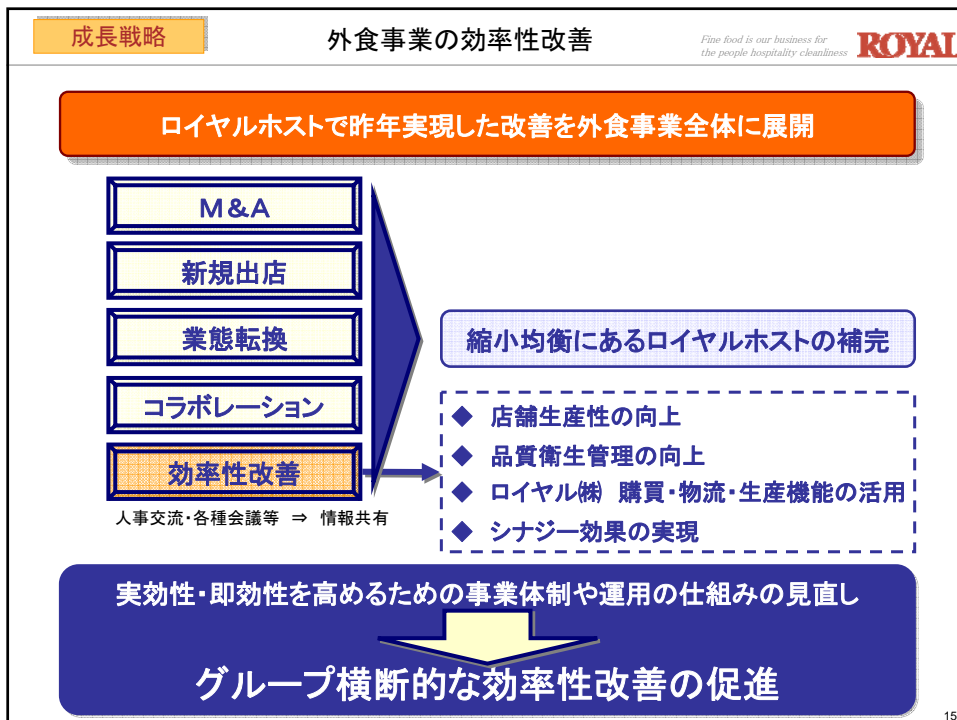 成長戦略
外食事業の効率性改善
Fine food is our business for
the people hospitality cleanliness
ROYAL
ロイヤルホストで昨年実現した改善を外食事業全体に展開
M&A
新規出店
業態転換
コラボレーション
効率性改善
人事交流・各種会議等 ⇒ 情報共有
縮小均衡にあるロイヤルホストの補完
◆ 店舗生産性の向上
◆ 品質衛生管理の向上
◆ ロイヤル㈱ 購買・物流・生産機能の活用
◆ シナジー効果の実現
実効性・即効性を高めるための事業体制や運用の仕組みの見直し
グループ横断的な効率性改善の促進
15